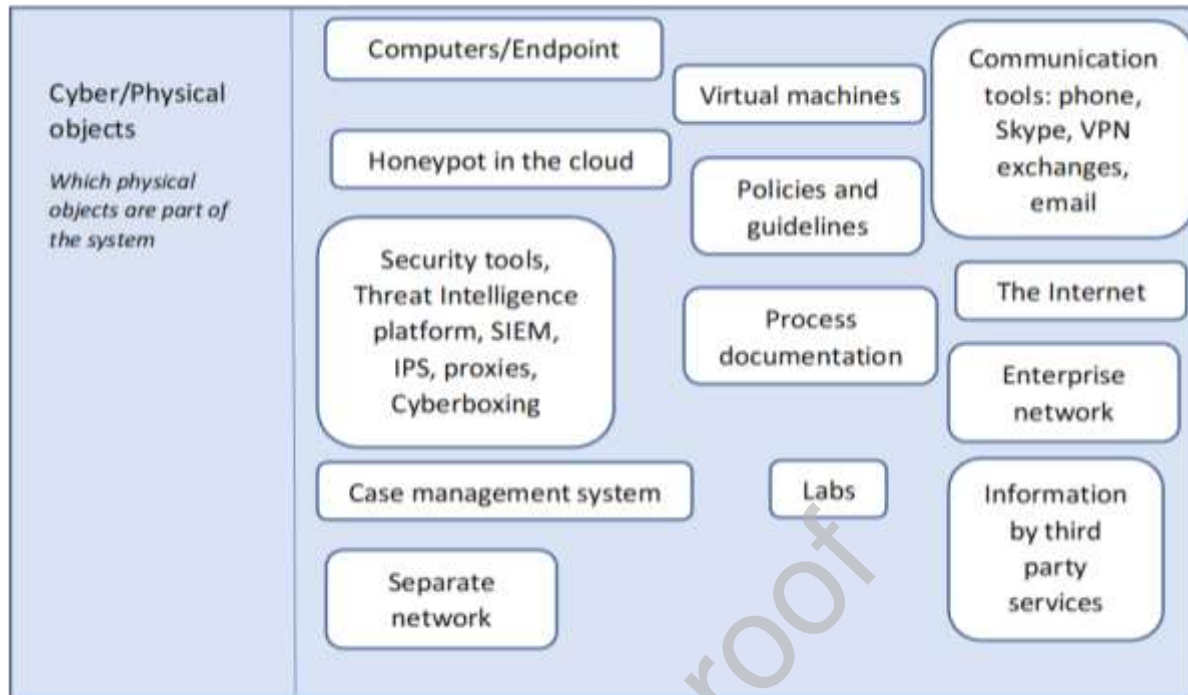 Cyber/Physical
objects
Which physical
objects are part of
the system
Computers/Endpoint
Honeypot in the cloud
Security tools,
Threat Intelligence
platform, SIEM,
IPS, proxies,
Cyberboxing
Case management system
Separate
network
Virtual machines
Policies and
guidelines
Process
documentation
Labs
Communication
tools: phone,
Skype, VPN
exchanges,
email
The Internet
Enterprise
network
Information
by third
party
services
roof